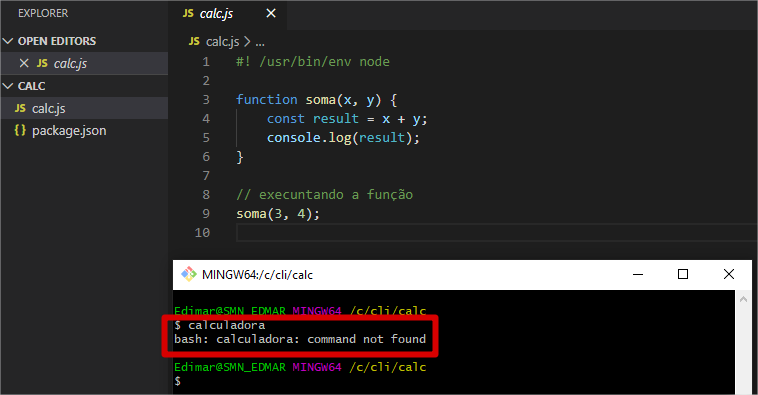 EXPLORER
OPEN EDITORS
JS calc.js
CALC
JS calc.js
{} package.json
JS calc.js
JS calc.js > ...
1 #! /usr/bin/env node
2
3 function soma(x, y) {
4 const result = x + y;
5 console.log(result);
6 }
7
8 // execuntando a função
9 soma(3, 4);
10
MINGW64:/c/cli/calc
Edimar@SMN_EDMAR MINGW64 /c/cli/calc
$ calculadora
bash: calculadora: command not found
Edimar@SMN_EDMAR MINGW64 /c/cli/calc
$